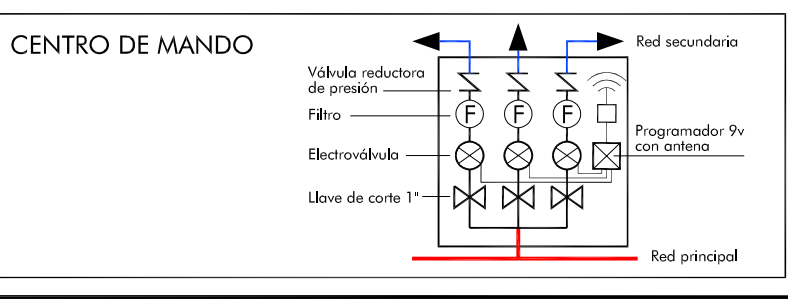 CENTRO DE MANDO
Red secundaria
Válvula reductora
de presión
Filtro
F F F
Programador 9v
con antena
Electroválvula
Llave de corte 1"
Red principal